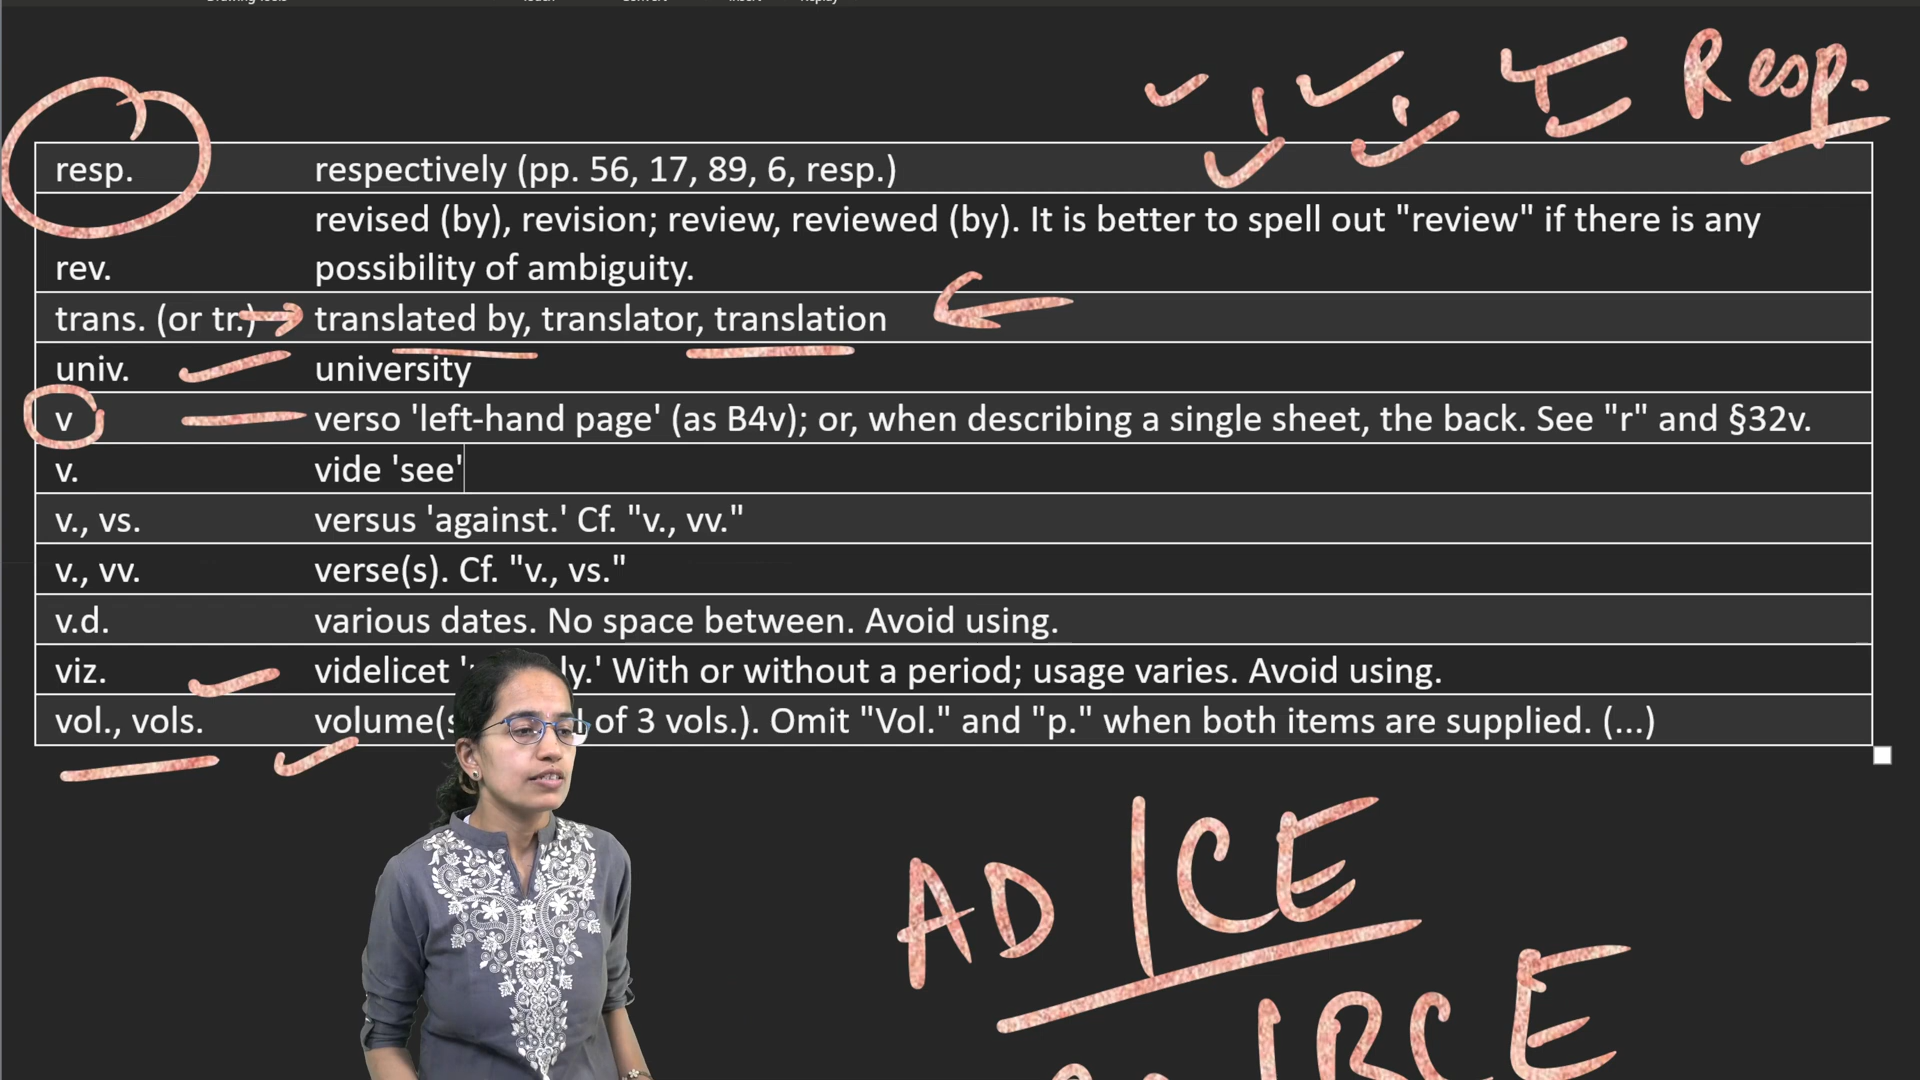 Resp.
resp. respectively (pp. 56, 17, 89, 6, resp.)
revised (by), revision; review, reviewed (by). It is better to spell out "review" if there is any
rev. possibility of ambiguity.
trans. (or tr.) translated by, translator, translation
univ. university
v verso 'left-hand page' (as B4v); or, when describing a single sheet, the back. See "r" and §32v.
v. vide 'see'
v., vs. versus 'against.' Cf. "v., vv."
v., vv. verse(s). Cf. "v., vs."
v.d. various dates. No space between. Avoid using.
viz. videlicet With or without a period; usage varies. Avoid using.
vol., vols. of 3 vols.). Omit "Vol." and "p." when both items are supplied. (...)
AD / CE
/ BCE